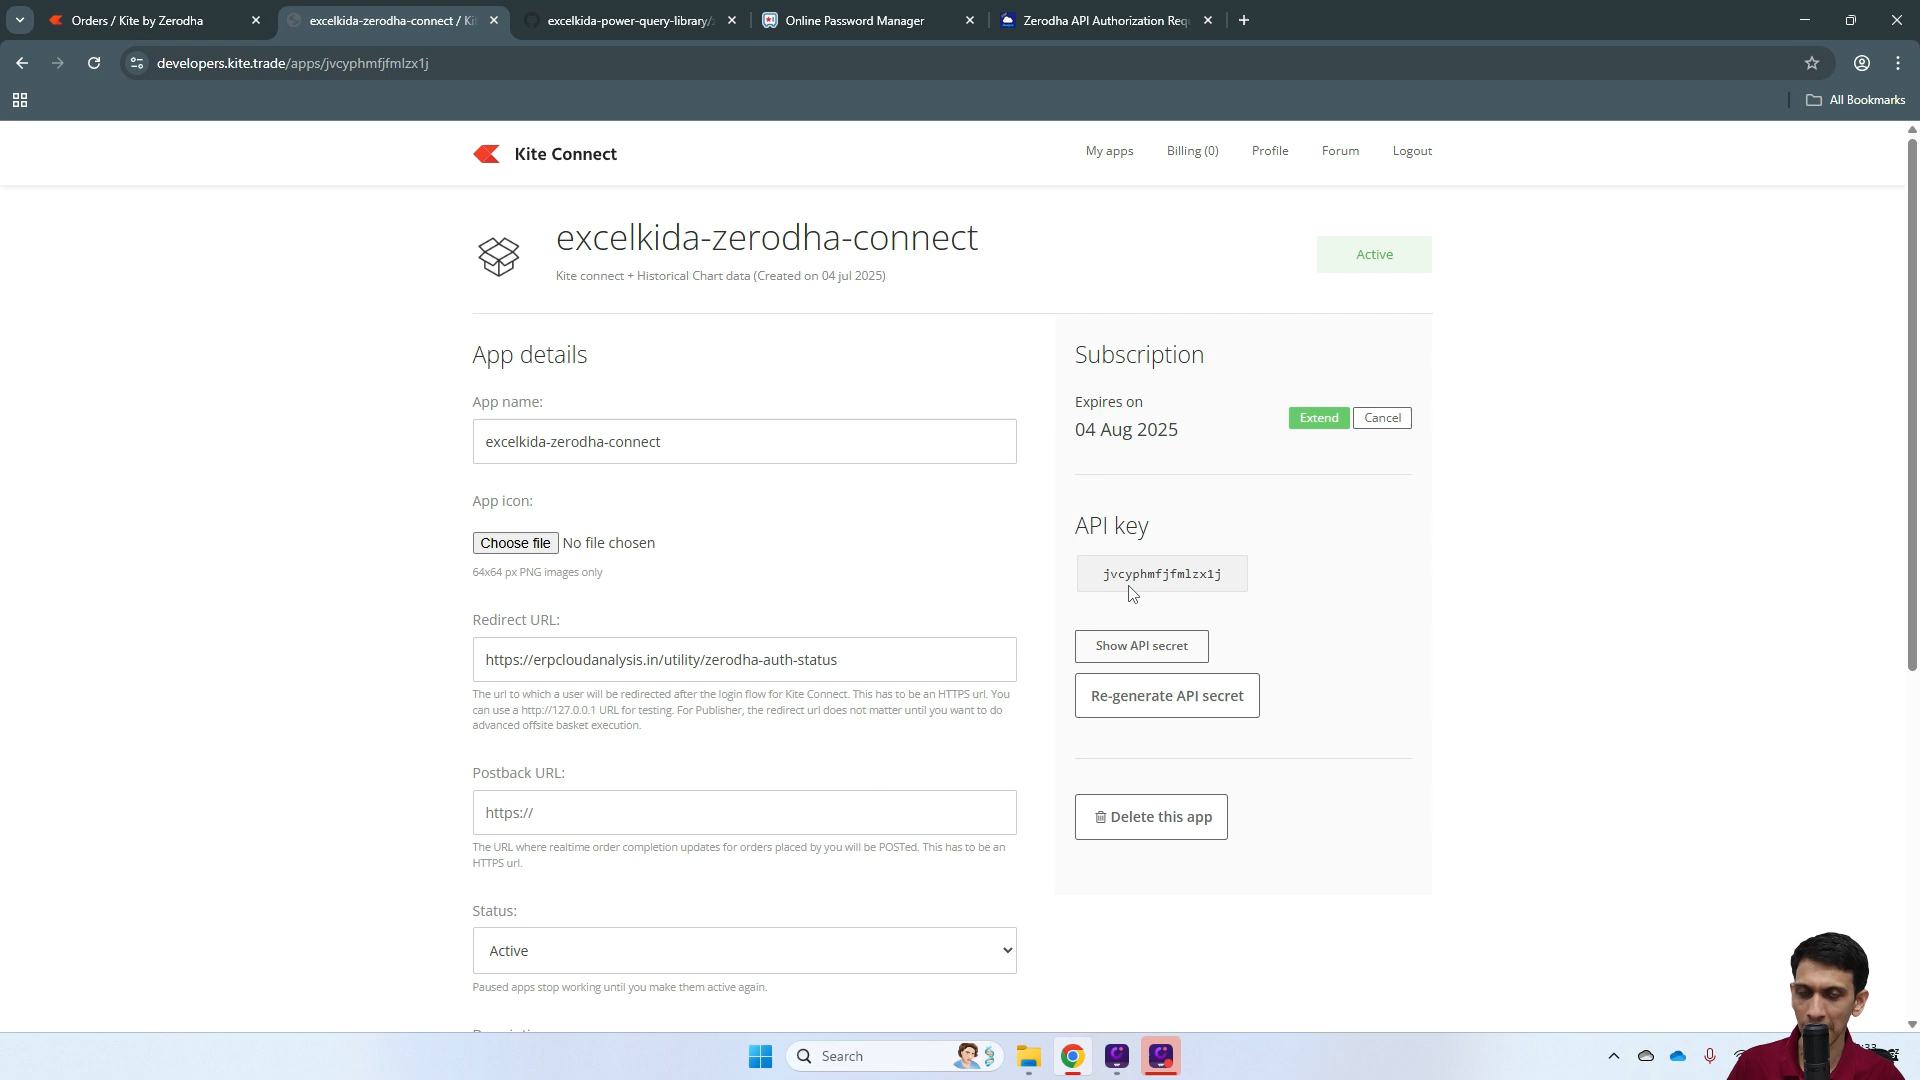 Orders / Kite by Zerodha
excelkida-zerodha-connect / Ki
excelkida-power-query-library/
Online Password Manager
Zerodha API Authorization Req
developers.kite.trade/apps/jvcyphmfjfmlzx1j
All Bookmarks
Kite Connect
My apps
Billing (0)
Profile
Forum
Logout
excelkida-zerodha-connect
Kite connect + Historical Chart data (Created on 04 jul 2025)
Active
App details
App name:
excelkida-zerodha-connect
App icon:
Choose file No file chosen
64x64 px PNG images only
Redirect URL:
https://erpcloudanalysis.in/utility/zerodha-auth-status
The url to which a user will be redirected after the login flow for Kite Connect. This has to be an HTTPS url. You
can use a http://127.0.0.1 URL for testing. For Publisher, the redirect url does not matter until you want to do
advanced offsite basket execution.
Postback URL:
https://
The URL where realtime order completion updates for orders placed by you will be POSTed. This has to be an
HTTPS url.
Status:
Active
Paused apps stop working until you make them active again.
Subscription
Expires on
04 Aug 2025
Extend
Cancel
API key
jvcyphmfjfmlzx1j
Show API secret
Re-generate API secret
Delete this app
Search